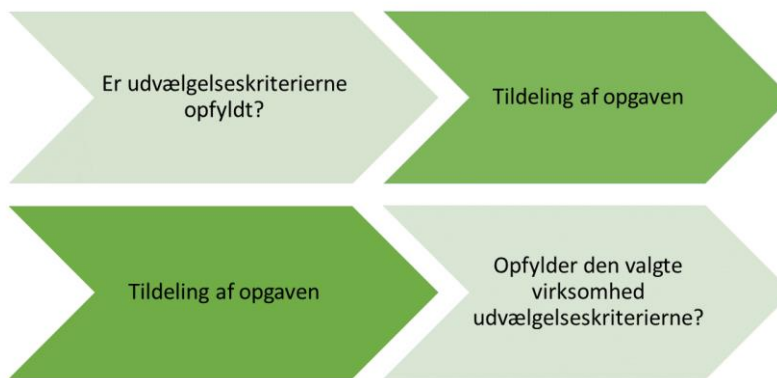 Er udvælgelseskriterierne
opfyldt?
Tildeling af opgaven
Tildeling af opgaven
Opfylder den valgte
virksomhed
udvælgelseskriterierne?